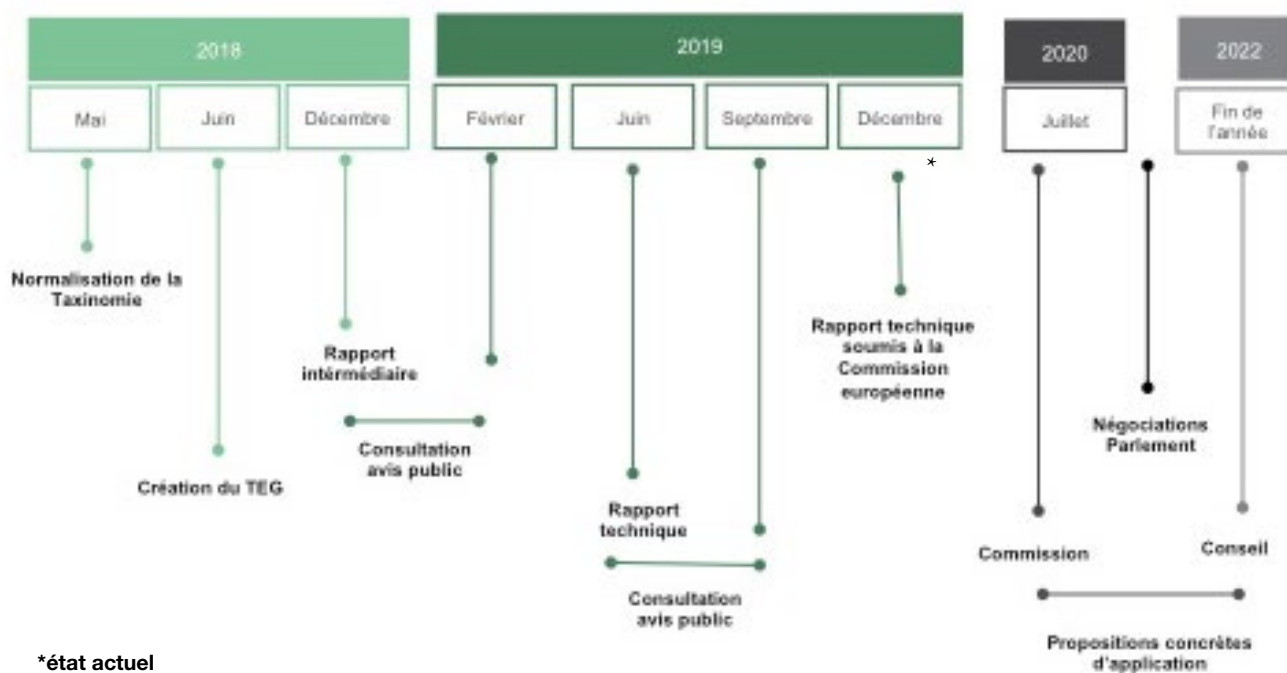 2018
2019
2020
2022
Mai
Juin
Décembre
Février
Juin
Septembre
Décembre
*
Juillet
Fin de
l'année
Normalisation de la
Taxinomie
Rapport
intérmédiaire
Consultation
avis public
Création du TEG
Rapport technique
soumis à la
Commission
européenne
Rapport
technique
Consultation
avis public
Négociations
Parlement
Commission
Conseil
Propositions concrètes
d'application
*état actuel